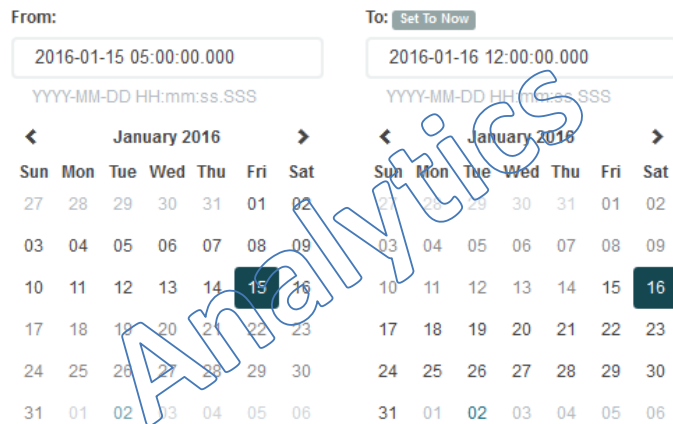 From:
2016-01-15 05:00:00.000
YYYY-MM-DD HH:mm:ss.SSS
January 2016
Sun Mon Tue Wed Thu Fri Sat
27 28 29 30 31 01 02
03 04 05 06 07 08 09
10 11 12 13 14 15 16
17 18 19 20 21 22 23
24 25 26 27 28 29 30
31 01 02 03 04 05 06
To: Set To Now
2016-01-16 12:00:00.000
YYYY-MM-DD HH:mm:ss.SSS
January 2016
Sun Mon Tue Wed Thu Fri Sat
27 28 29 30 31 01 02
03 04 05 06 07 08 09
10 11 12 13 14 15 16
17 18 19 20 21 22 23
24 25 26 27 28 29 30
31 01 02 03 04 05 06
Analytics